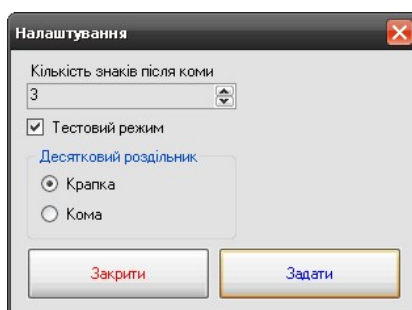 Налаштування
Кількість знаків після коми
3
Тестовий режим
Десятковий роздільник
Крапка
Кома
Закрити
Задати